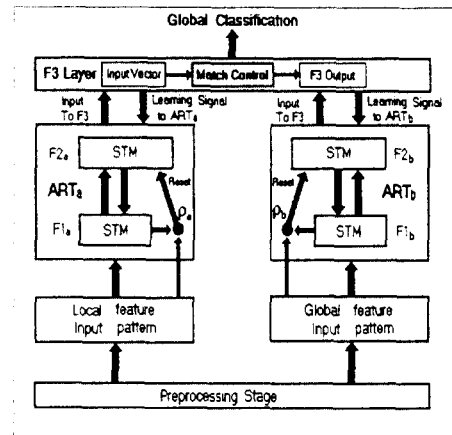 Global Classification
F3 Layer
Input Vector
Match Control
F3 Output
Input To F3
Learning Signal to ARTa
Input To F3
Learning Signal to ARTb
F2a
STM
Reset
ARTa
ρa
F1a
STM
STM
F2b
Reset
ARTb
ρb
STM
F1b
Local feature
Input pattern
Global feature
Input pattern
Preprocessing Stage